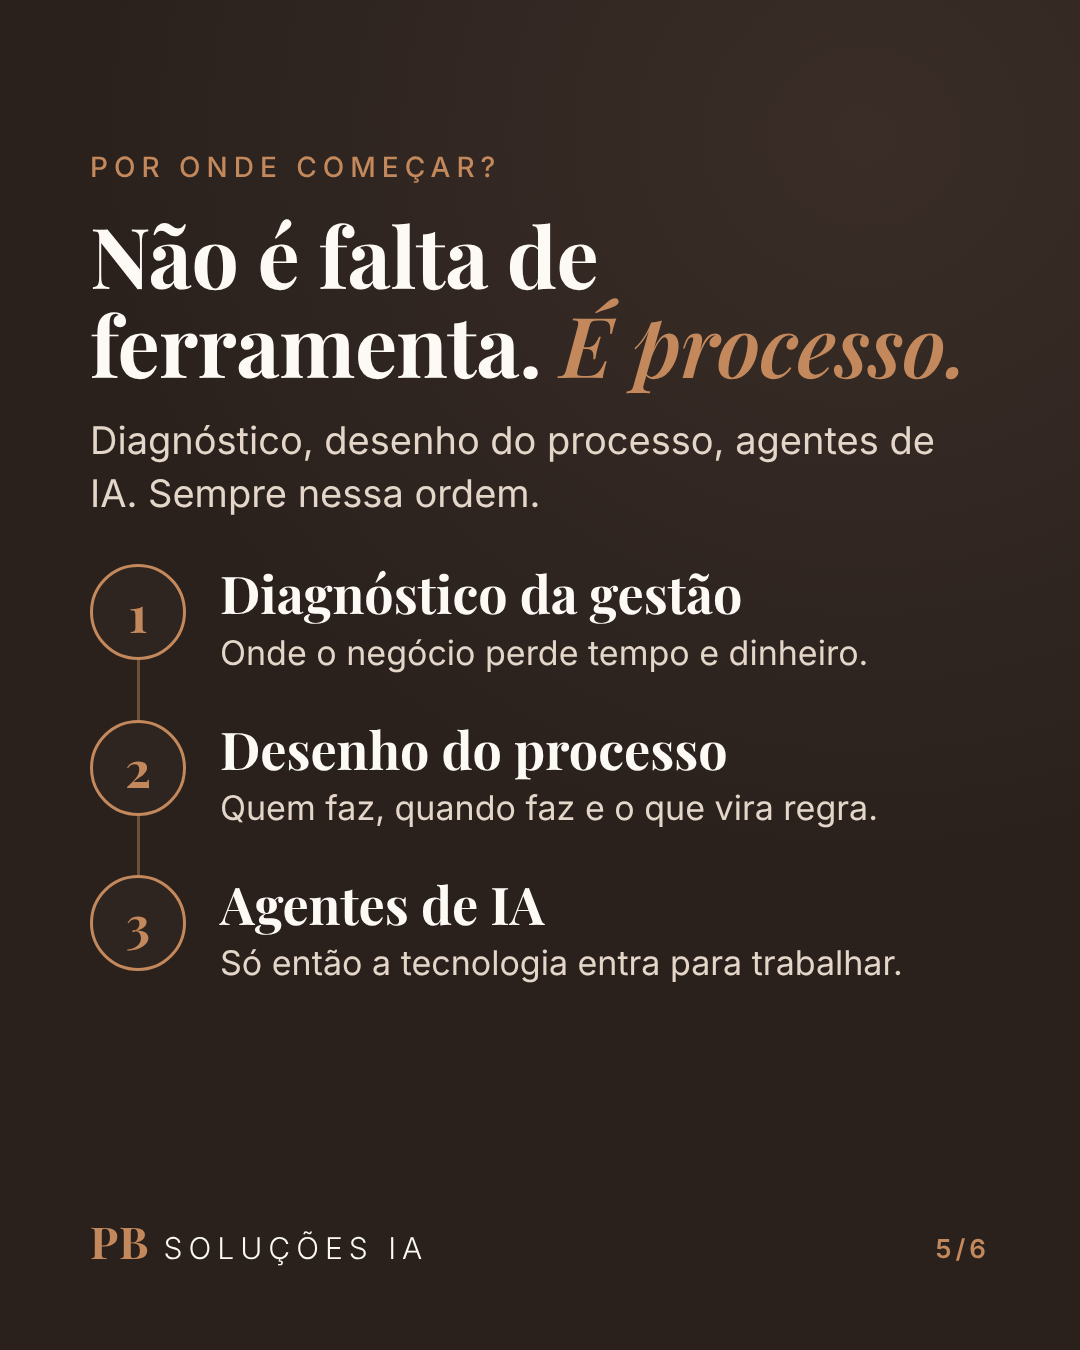 POR ONDE COMEÇAR?
Não é falta de
ferramenta. É processo.
Diagnóstico, desenho do processo, agentes de
IA. Sempre nessa ordem.
1
Diagnóstico da gestão
Onde o negócio perde tempo e dinheiro.
2
Desenho do processo
Quem faz, quando faz e o que vira regra.
3
Agentes de IA
Só então a tecnologia entra para trabalhar.
PB SOLUÇÕES IA
5/6